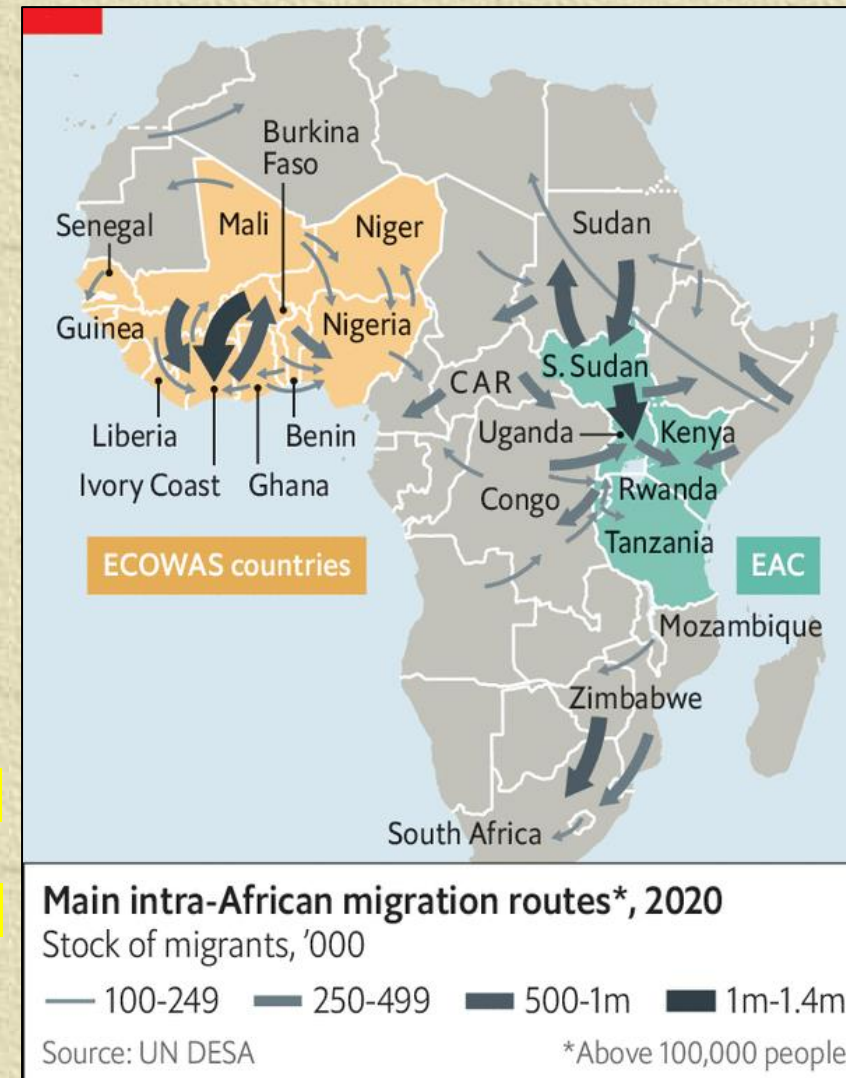 Burkina
Faso
Senegal
Mali
Niger
Sudan
Guinea
Nigeria
S. Sudan
CAR
Liberia
Benin
Uganda
Kenya
Ivory Coast
Ghana
Congo
Rwanda
Tanzania
ECOWAS countries
EAC
Mozambique
Zimbabwe
South Africa
Main intra-African migration routes*, 2020
Stock of migrants, '000
100-249
250-499
500-1m
1m-1.4m
Source: UN DESA
*Above 100,000 people